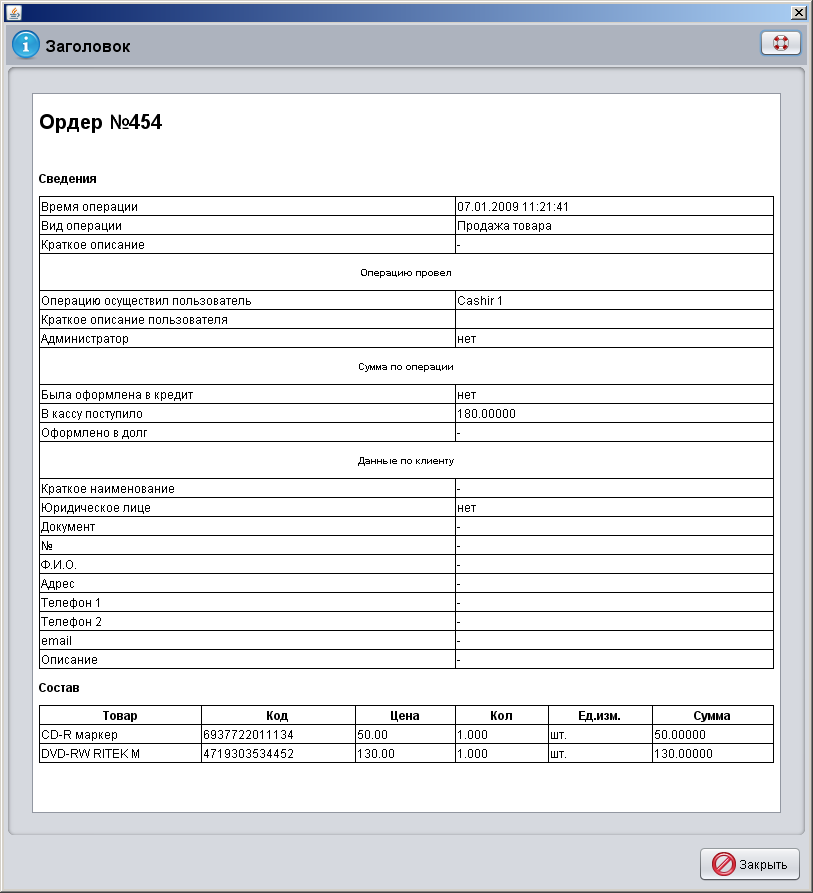 Заголовок
Ордер №454
Сведения
Время операции 07.01.2009 11:21:41
Вид операции Продажа товара
Краткое описание -
Операцию провел
Операцию осуществил пользователь Cashir 1
Краткое описание пользователя
Администратор нет
Сумма по операции
Была оформлена в кредит нет
В кассу поступило 180.00000
Оформлено в долг -
Данные по клиенту
Краткое наименование -
Юридическое лице нет
Документ -
№ -
Ф.И.О. -
Адрес -
Телефон 1 -
Телефон 2 -
email -
Описание -
Состав
Товар Код Цена Кол Ед.изм. Сумма
CD-R маркер 6937722011134 50.00 1.000 шт. 50.00000
DVD-RW RITEK M 4719303534452 130.00 1.000 шт. 130.00000
Закрыть